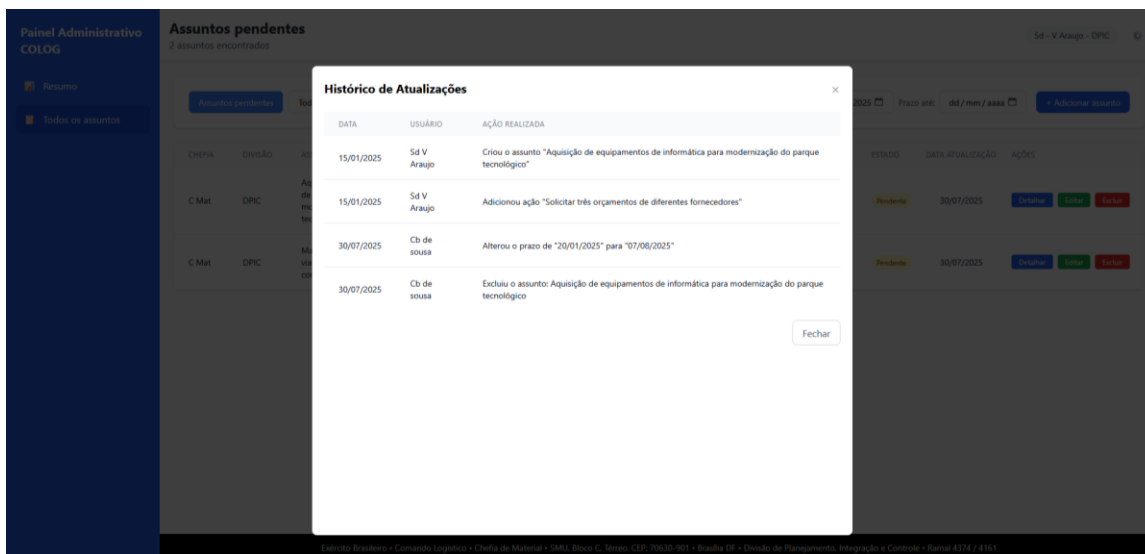 Painel Administrativo
COLOG
Resumo
Todos os assuntos
Assuntos pendentes
2 assuntos encontrados
Sd - V Araujo - DPIC
Assuntos pendentes
2025
Prazo até:
dd/mm/aaaa
+ Adicionar assunto
CHEFIA
DIVISÃO
ESTADO
DATA ATUALIZAÇÃO
AÇÕES
C Mat
DPIC
Pendente
30/07/2025
Detalhar
Editar
Excluir
C Mat
DPIC
Pendente
30/07/2025
Detalhar
Editar
Excluir
Histórico de Atualizações
×
DATA
USUÁRIO
AÇÃO REALIZADA
15/01/2025
Sd V
Araujo
Criou o assunto "Aquisição de equipamentos de informática para modernização do parque
tecnológico"
15/01/2025
Sd V
Araujo
Adicionou ação "Solicitar três orçamentos de diferentes fornecedores"
30/07/2025
Cb de
sousa
Alterou o prazo de "20/01/2025" para "07/08/2025"
30/07/2025
Cb de
sousa
Excluiu o assunto: Aquisição de equipamentos de informática para modernização do parque
tecnológico
Fechar
Exército Brasileiro • Comando Logístico • Chefia de Material • SMU, Bloco C, Térreo, CEP: 70630-901 • Brasília DF • Divisão de Planejamento, Integração e Controle • Ramal 4374 / 4161